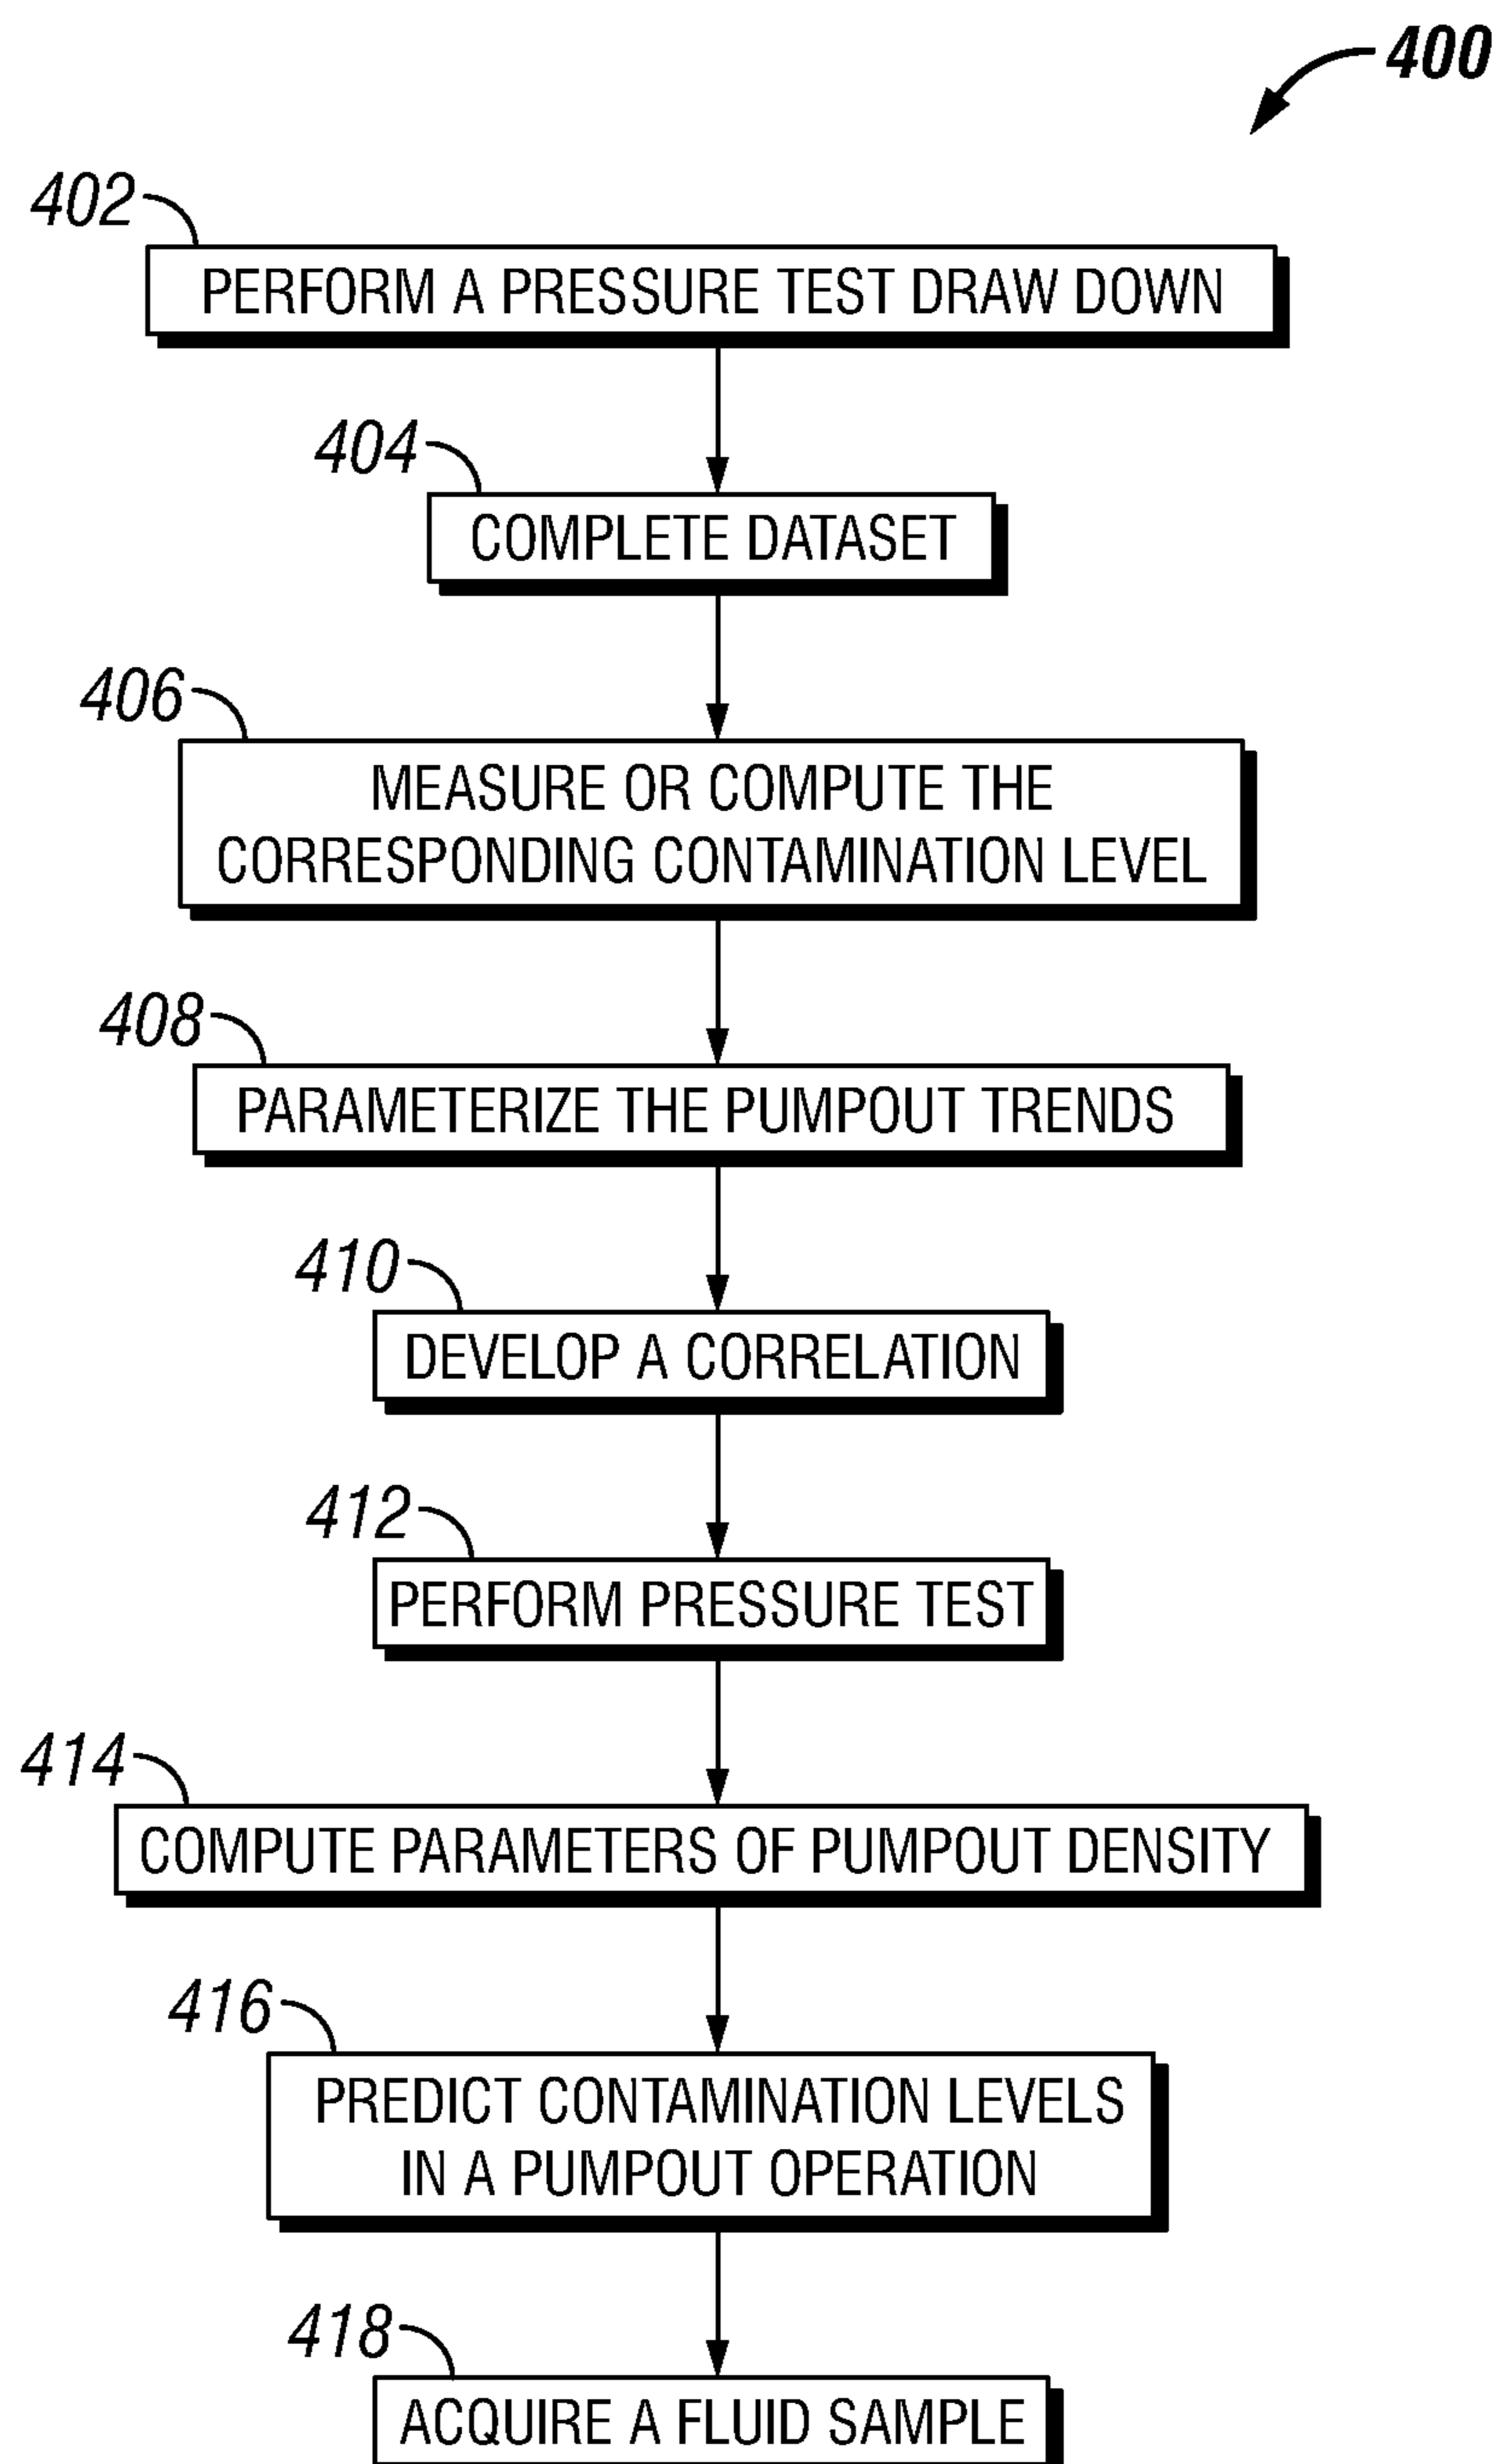 400
402
PERFORM A PRESSURE TEST DRAW DOWN
404
COMPLETE DATASET
406
MEASURE OR COMPUTE THE
CORRESPONDING CONTAMINATION LEVEL
408
PARAMETERIZE THE PUMPOUT TRENDS
410
DEVELOP A CORRELATION
412
PERFORM PRESSURE TEST
414
COMPUTE PARAMETERS OF PUMPOUT DENSITY
416
PREDICT CONTAMINATION LEVELS
IN A PUMPOUT OPERATION
418
ACQUIRE A FLUID SAMPLE